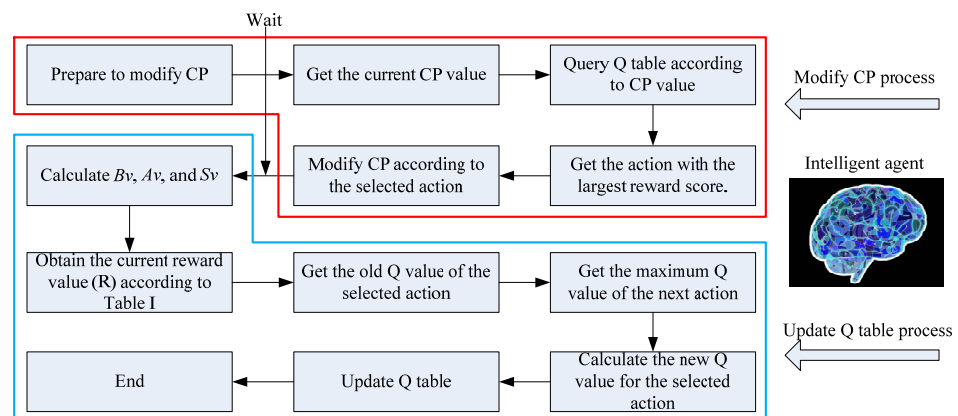 Wait
Prepare to modify CP
Get the current CP value
Query Q table according
to CP value
Modify CP process
Calculate Bv, Av, and Sv
Modify CP according to
the selected action
Get the action with the
largest reward score.
Intelligent agent
Obtain the current reward
value (R) according to
Table I
Get the old Q value of the
selected action
Get the maximum Q
value of the next action
Update Q table process
End
Update Q table
Calculate the new Q
value for the selected
action